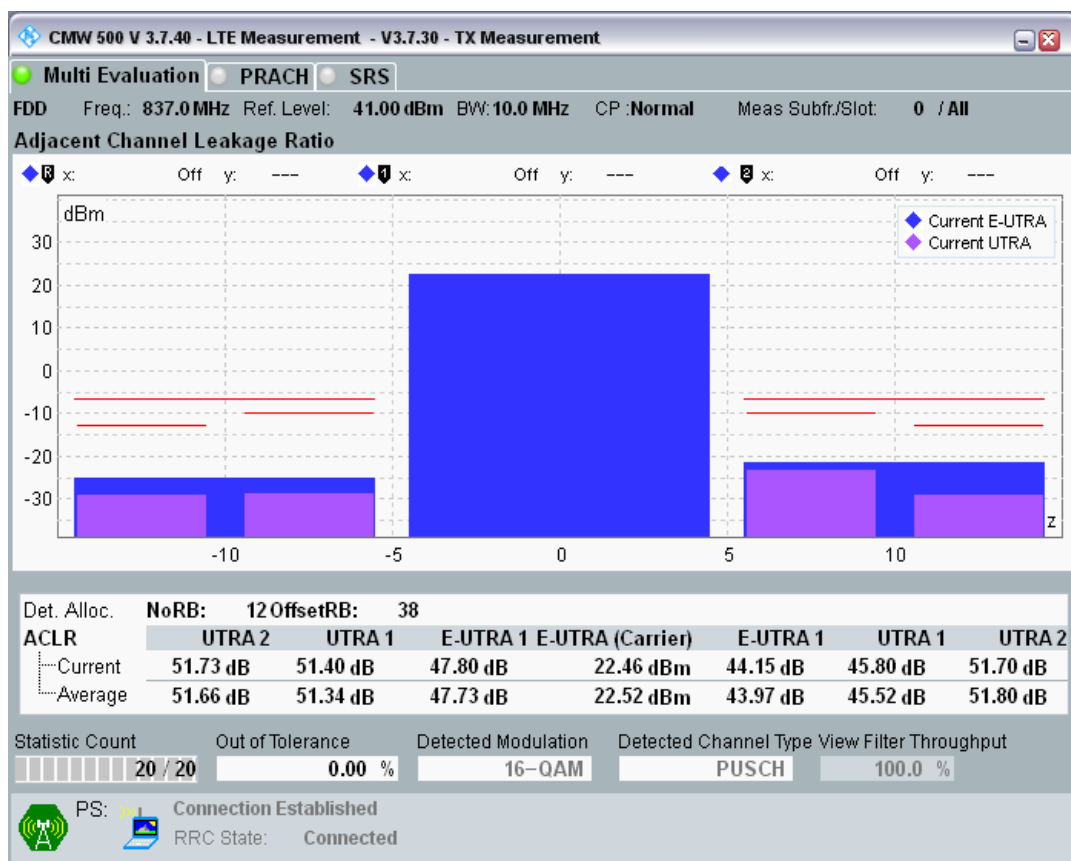 CMW 500 V 3.7.40 - LTE Measurement - V3.7.30 - TX Measurement
Multi Evaluation PRACH SRS
FDD Freq.: 837.0 MHz Ref. Level: 41.00 dBm BW: 10.0 MHz CP : Normal Meas Subfr./Slot: 0 / All
Adjacent Channel Leakage Ratio
R x: Off y: --- 1 x: Off y: --- 2 x: Off y: ---
dBm
Current E-UTRA
Current UTRA
30
20
10
0
-10
-20
-30
z
-10 -5 0 5 10
Det. Alloc. NoRB: 12 OffsetRB: 38
ACLR UTRA 2 UTRA 1 E-UTRA 1 E-UTRA (Carrier) E-UTRA 1 UTRA 1 UTRA 2
Current 51.73 dB 51.40 dB 47.80 dB 22.46 dBm 44.15 dB 45.80 dB 51.70 dB
Average 51.66 dB 51.34 dB 47.73 dB 22.52 dBm 43.97 dB 45.52 dB 51.80 dB
Statistic Count Out of Tolerance Detected Modulation Detected Channel Type View Filter Throughput
20 / 20 0.00 % 16-QAM PUSCH 100.0 %
PS: Connection Established
RRC State: Connected